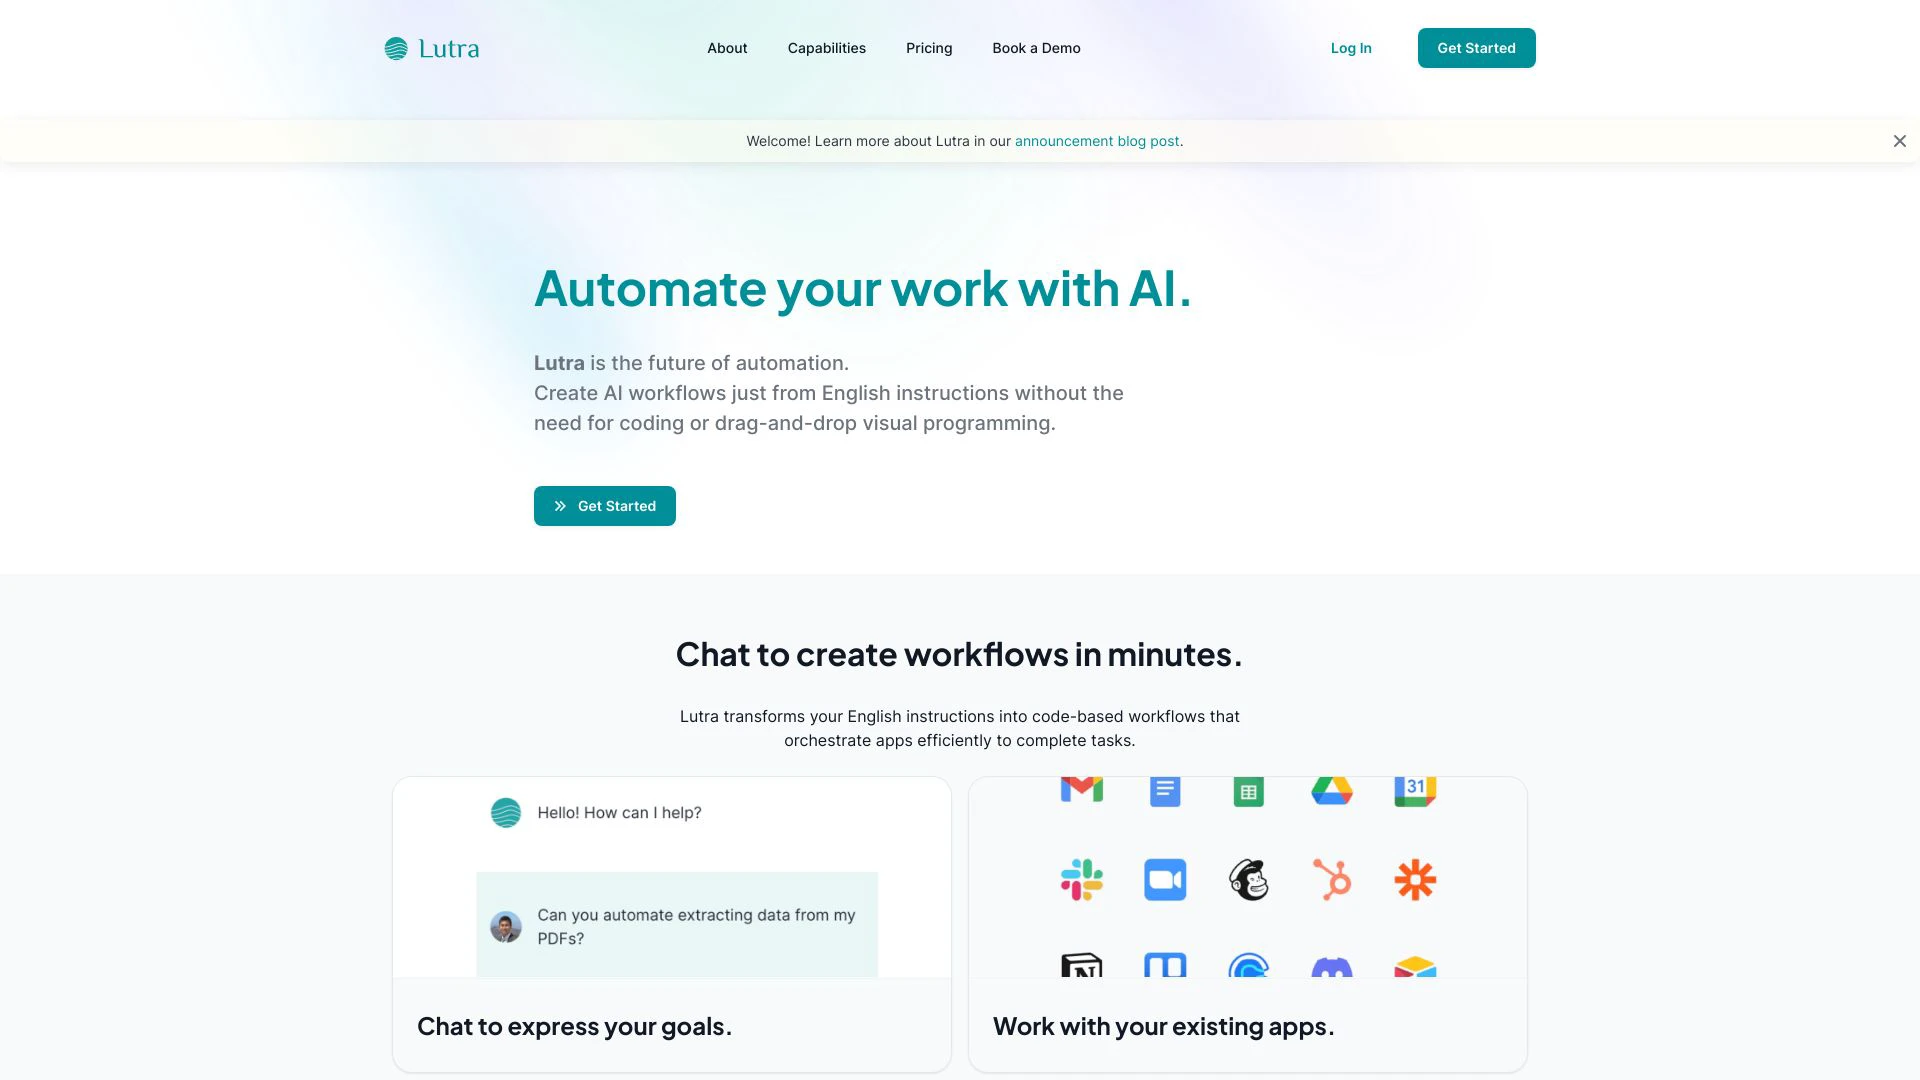 Lutra
About
Capabilities
Pricing
Book a Demo
Log In
Get Started
Welcome! Learn more about Lutra in our announcement blog post.
Automate your work with AI.
Lutra is the future of automation.
Create AI workflows just from English instructions without the
need for coding or drag-and-drop visual programming.
Get Started
Chat to create workflows in minutes.
Lutra transforms your English instructions into code-based workflows that
orchestrate apps efficiently to complete tasks.
Hello! How can I help?
Can you automate extracting data from my
PDFs?
31
N
Chat to express your goals.
Work with your existing apps.